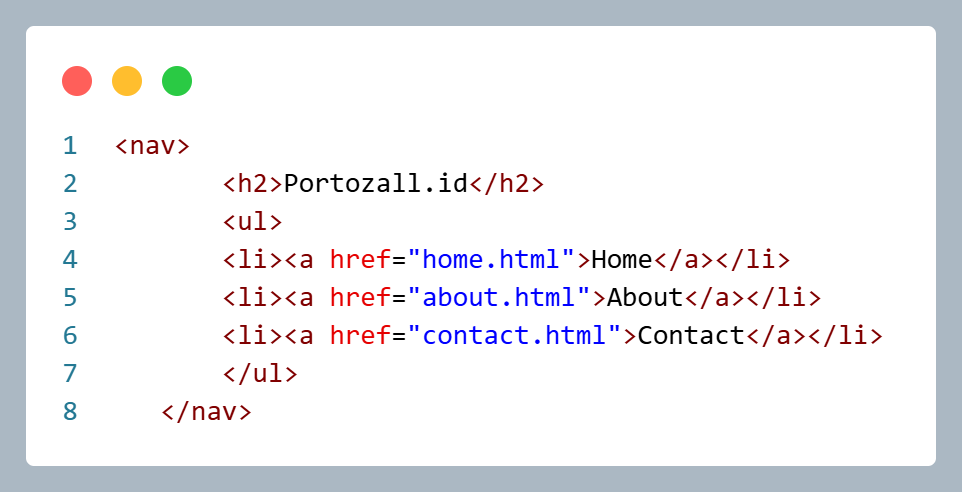 1 <nav>
2 <h2>Portozall.id</h2>
3 <ul>
4 <li><a href="home.html">Home</a></li>
5 <li><a href="about.html">About</a></li>
6 <li><a href="contact.html">Contact</a></li>
7 </ul>
8 </nav>